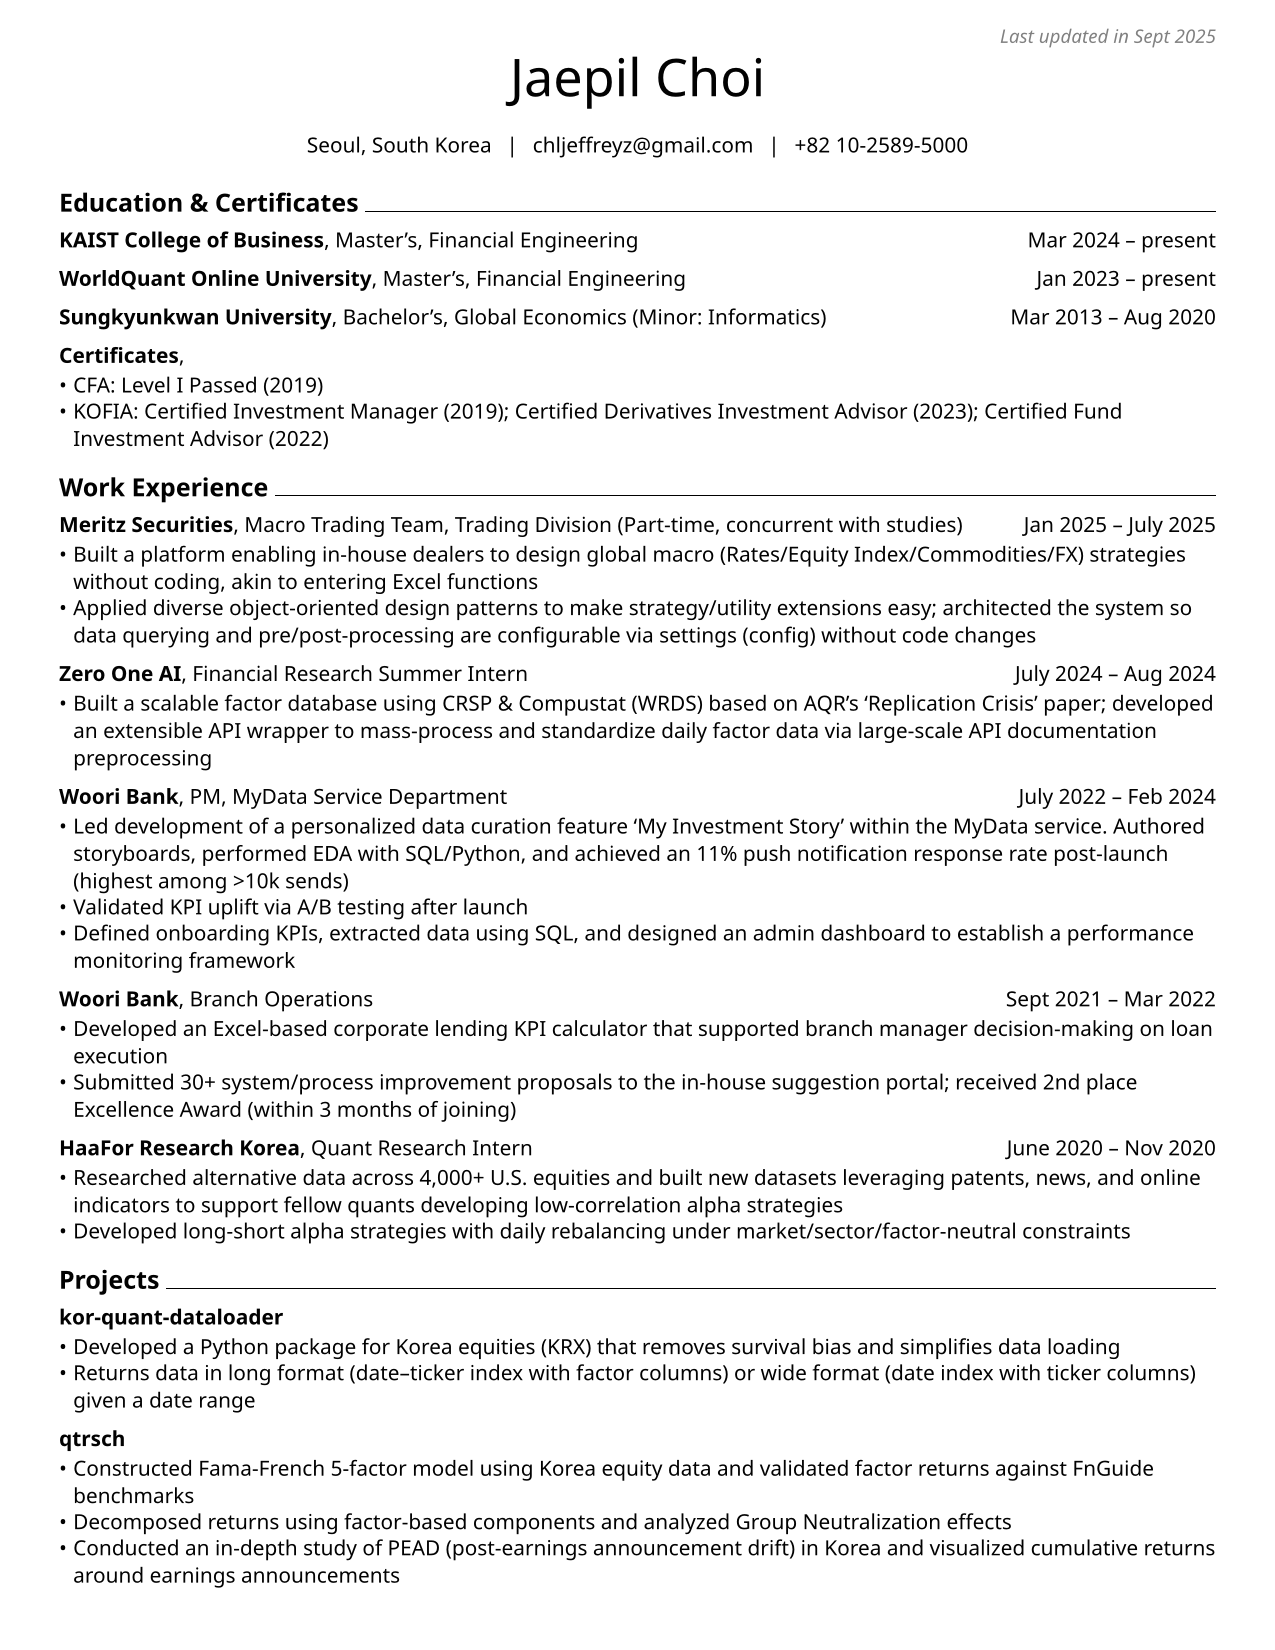 Last updated in Sept 2025
Jaepil Choi
Seoul, South Korea | chljeffreyz@gmail.com | +82 10-2589-5000
Education & Certificates
KAIST College of Business, Master’s, Financial Engineering Mar 2024 – present
WorldQuant Online University, Master’s, Financial Engineering Jan 2023 – present
Sungkyunkwan University, Bachelor’s, Global Economics (Minor: Informatics) Mar 2013 – Aug 2020
Certificates,
• CFA: Level I Passed (2019)
• KOFIA: Certified Investment Manager (2019); Certified Derivatives Investment Advisor (2023); Certified Fund
Investment Advisor (2022)
Work Experience
Meritz Securities, Macro Trading Team, Trading Division (Part-time, concurrent with studies) Jan 2025 – July 2025
• Built a platform enabling in-house dealers to design global macro (Rates/Equity Index/Commodities/FX) strategies
without coding, akin to entering Excel functions
• Applied diverse object-oriented design patterns to make strategy/utility extensions easy; architected the system so
data querying and pre/post-processing are configurable via settings (config) without code changes
Zero One AI, Financial Research Summer Intern July 2024 – Aug 2024
• Built a scalable factor database using CRSP & Compustat (WRDS) based on AQR’s ‘Replication Crisis’ paper; developed
an extensible API wrapper to mass-process and standardize daily factor data via large-scale API documentation
preprocessing
Woori Bank, PM, MyData Service Department July 2022 – Feb 2024
• Led development of a personalized data curation feature ‘My Investment Story’ within the MyData service. Authored
storyboards, performed EDA with SQL/Python, and achieved an 11% push notification response rate post-launch
(highest among >10k sends)
• Validated KPI uplift via A/B testing after launch
• Defined onboarding KPIs, extracted data using SQL, and designed an admin dashboard to establish a performance
monitoring framework
Woori Bank, Branch Operations Sept 2021 – Mar 2022
• Developed an Excel-based corporate lending KPI calculator that supported branch manager decision-making on loan
execution
• Submitted 30+ system/process improvement proposals to the in-house suggestion portal; received 2nd place
Excellence Award (within 3 months of joining)
HaaFor Research Korea, Quant Research Intern June 2020 – Nov 2020
• Researched alternative data across 4,000+ U.S. equities and built new datasets leveraging patents, news, and online
indicators to support fellow quants developing low-correlation alpha strategies
• Developed long-short alpha strategies with daily rebalancing under market/sector/factor-neutral constraints
Projects
kor-quant-dataloader
• Developed a Python package for Korea equities (KRX) that removes survival bias and simplifies data loading
• Returns data in long format (date–ticker index with factor columns) or wide format (date index with ticker columns)
given a date range
qtrsch
• Constructed Fama-French 5-factor model using Korea equity data and validated factor returns against FnGuide
benchmarks
• Decomposed returns using factor-based components and analyzed Group Neutralization effects
• Conducted an in-depth study of PEAD (post-earnings announcement drift) in Korea and visualized cumulative returns
around earnings announcements